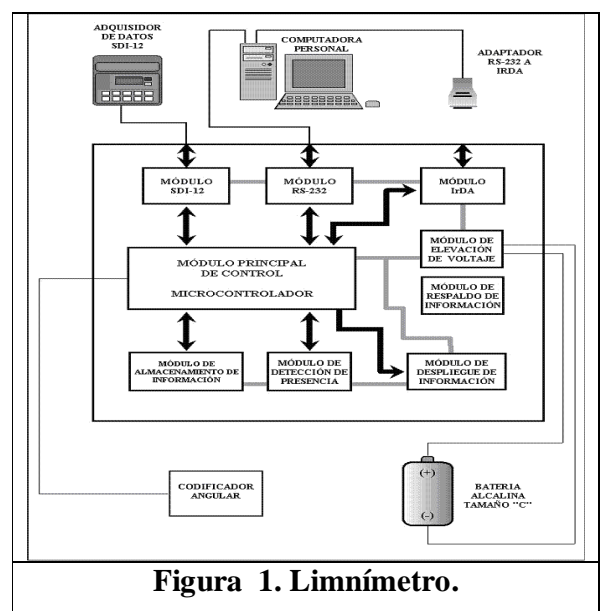 ADQUISIDOR
DE DATOS
SDI-12
COMPUTADORA
PERSONAL
ADAPTADOR
RS-232 A
IRDA
MÓDULO
SDI-12
MÓDULO
RS-232
MÓDULO
IrDA
MÓDULO PRINCIPAL
DE CONTROL
MICROCONTROLADOR
MÓDULO DE
ELEVACIÓN
DE VOLTAJE
MÓDULO DE
RESPALDO DE
INFORMACIÓN
MÓDULO DE
ALMACENAMIENTO DE
INFORMACIÓN
MÓDULO DE
DETECCIÓN DE
PRESENCIA
MÓDULO DE
DESPLIEGUE DE
INFORMACIÓN
CODIFICADOR
ANGULAR
(+)
(-)
BATERIA
ALCALINA
TAMAÑO "C"
Figura 1. Limnímetro.